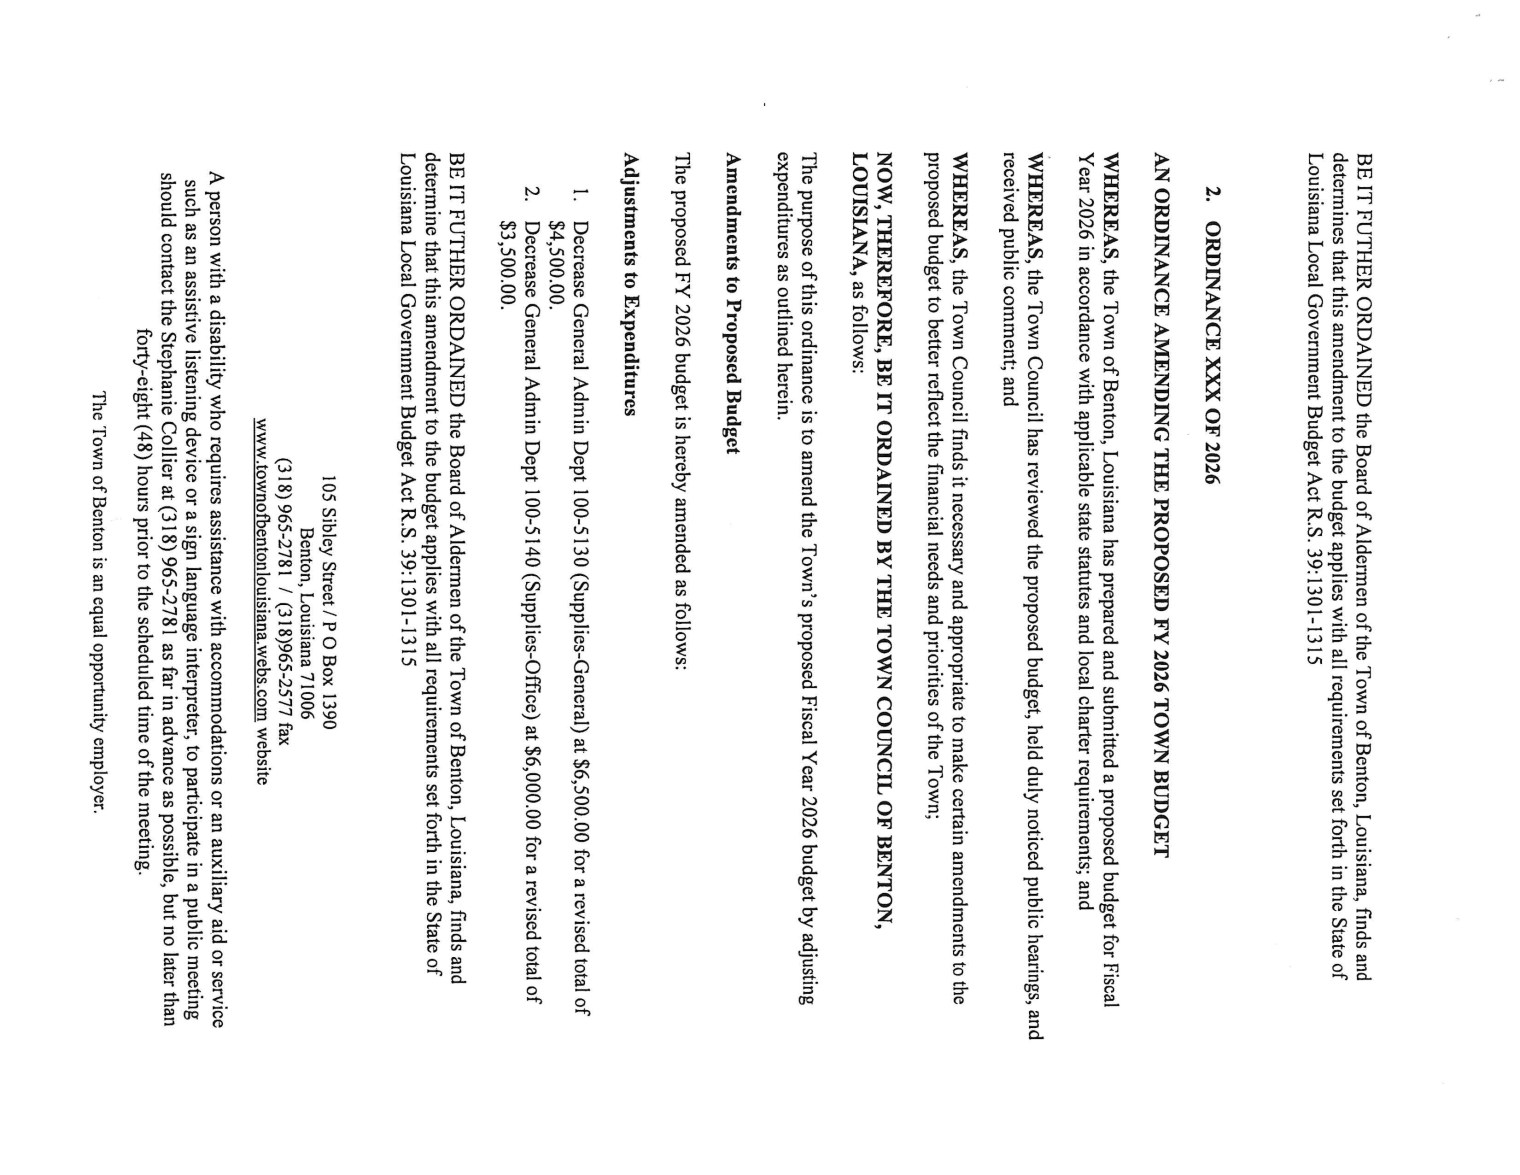 BE IT FUTHER ORDAINED the Board of Aldermen of the Town of Benton, Louisiana, finds and
determines that this amendment to the budget applies with all requirements set forth in the State of
Louisiana Local Government Budget Act R.S. 39:1301-1315
2. ORDINANCE XXX OF 2026
AN ORDINANCE AMENDING THE PROPOSED FY 2026 TOWN BUDGET
WHEREAS, the Town of Benton, Louisiana has prepared and submitted a proposed budget for Fiscal
Year 2026 in accordance with applicable state statutes and local charter requirements; and
WHEREAS, the Town Council has reviewed the proposed budget, held duly noticed public hearings, and
received public comment; and
WHEREAS, the Town Council finds it necessary and appropriate to make certain amendments to the
proposed budget to better reflect the financial needs and priorities of the Town;
NOW, THEREFORE, BE IT ORDAINED BY THE TOWN COUNCIL OF BENTON,
LOUISIANA, as follows:
The purpose of this ordinance is to amend the Town's proposed Fiscal Year 2026 budget by adjusting
expenditures as outlined herein.
Amendments to Proposed Budget
The proposed FY 2026 budget is hereby amended as follows:
Adjustments to Expenditures
1. Decrease General Admin Dept 100-5130 (Supplies-General) at $6,500.00 for a revised total of
$4,500.00.
2. Decrease General Admin Dept 100-5140 (Supplies-Office) at $6,000.00 for a revised total of
$3,500.00.
BE IT FUTHER ORDAINED the Board of Aldermen of the Town of Benton, Louisiana, finds and
determine that this amendment to the budget applies with all requirements set forth in the State of
Louisiana Local Government Budget Act R.S. 39:1301-1315
105 Sibley Street / P O Box 1390
Benton, Louisiana 71006
(318) 965-2781 / (318)965-2577 fax
www.townofbentonlouisiana.webs.com website
A person with a disability who requires assistance with accommodations or an auxiliary aid or service
such as an assistive listening device or a sign language interpreter, to participate in a public meeting
should contact the Stephanie Collier at (318) 965-2781 as far in advance as possible, but no later than
forty-eight (48) hours prior to the scheduled time of the meeting.
The Town of Benton is an equal opportunity employer.